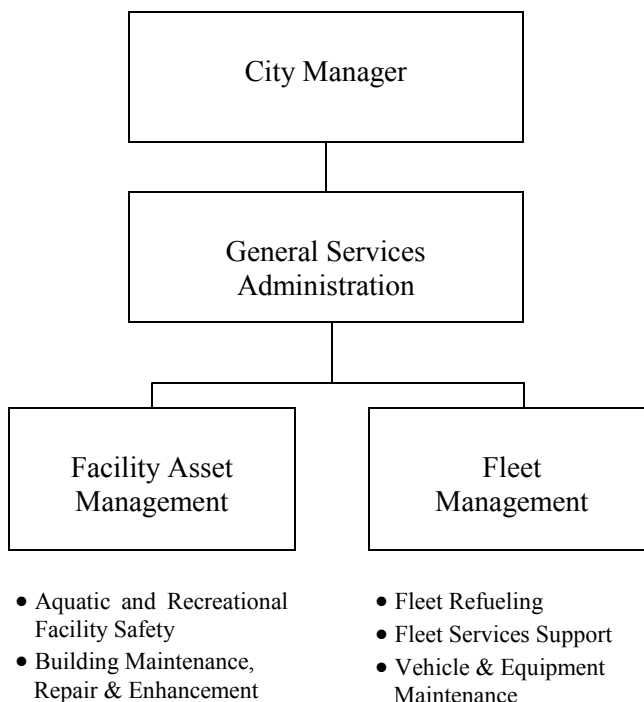 City Manager
General Services
Administration
Facility Asset
Management
Fleet
Management
• Aquatic and Recreational
Facility Safety
• Building Maintenance,
Repair & Enhancement
• Fleet Refueling
• Fleet Services Support
• Vehicle & Equipment
Maintenance